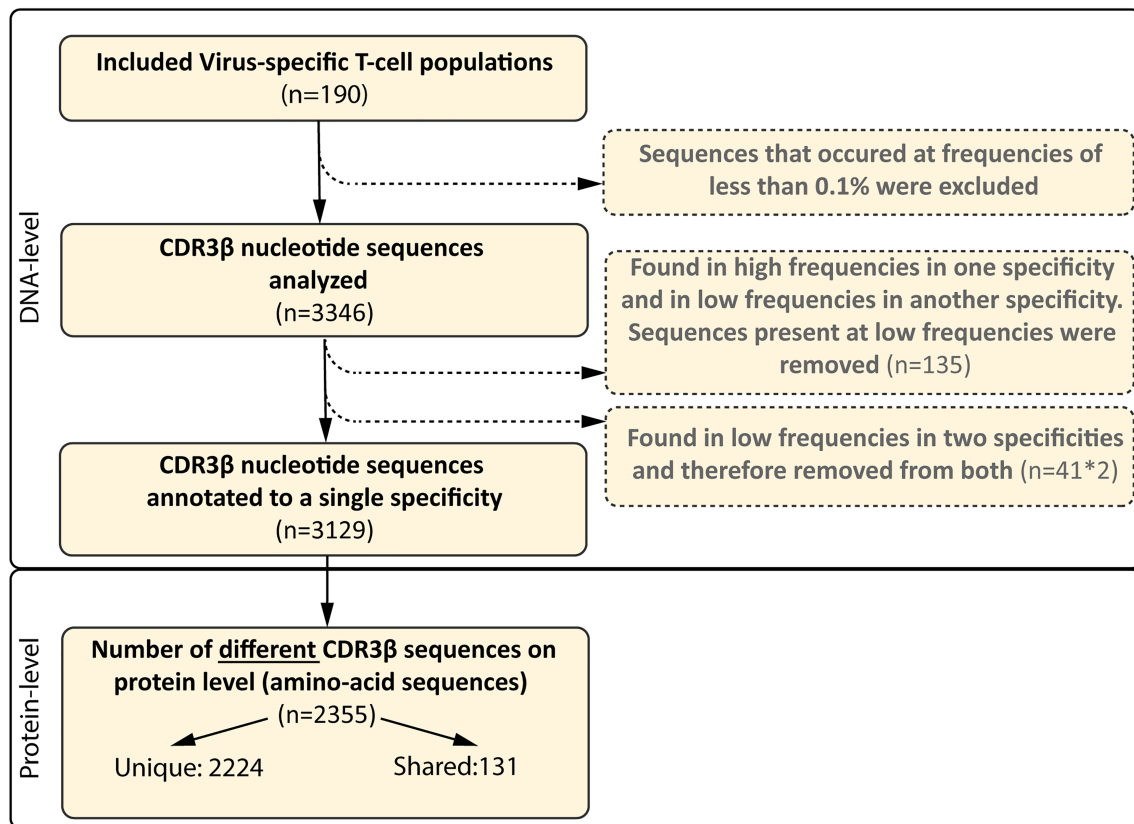 Included Virus-specific T-cell populations
(n=190)
Sequences that occured at frequencies of
less than 0.1% were excluded
CDR3β nucleotide sequences
analyzed
(n=3346)
Found in high frequencies in one specificity
and in low frequencies in another specificity.
Sequences present at low frequencies were
removed (n=135)
Found in low frequencies in two specificities
and therefore removed from both (n=41*2)
CDR3β nucleotide sequences
annotated to a single specificity
(n=3129)
DNA-level
Number of different CDR3β sequences on
protein level (amino-acid sequences)
(n=2355)
Unique: 2224
Shared:131
Protein-level